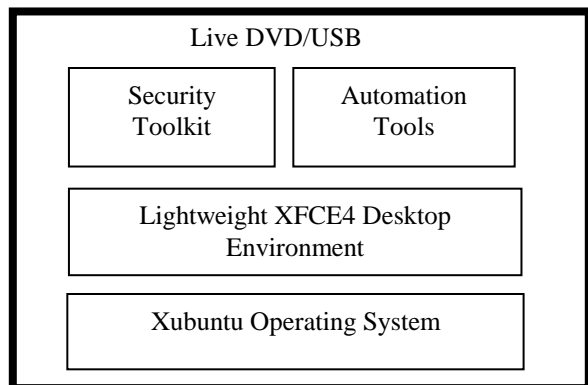 Live DVD/USB
Security
Toolkit
Automation
Tools
Lightweight XFCE4 Desktop
Environment
Xubuntu Operating System